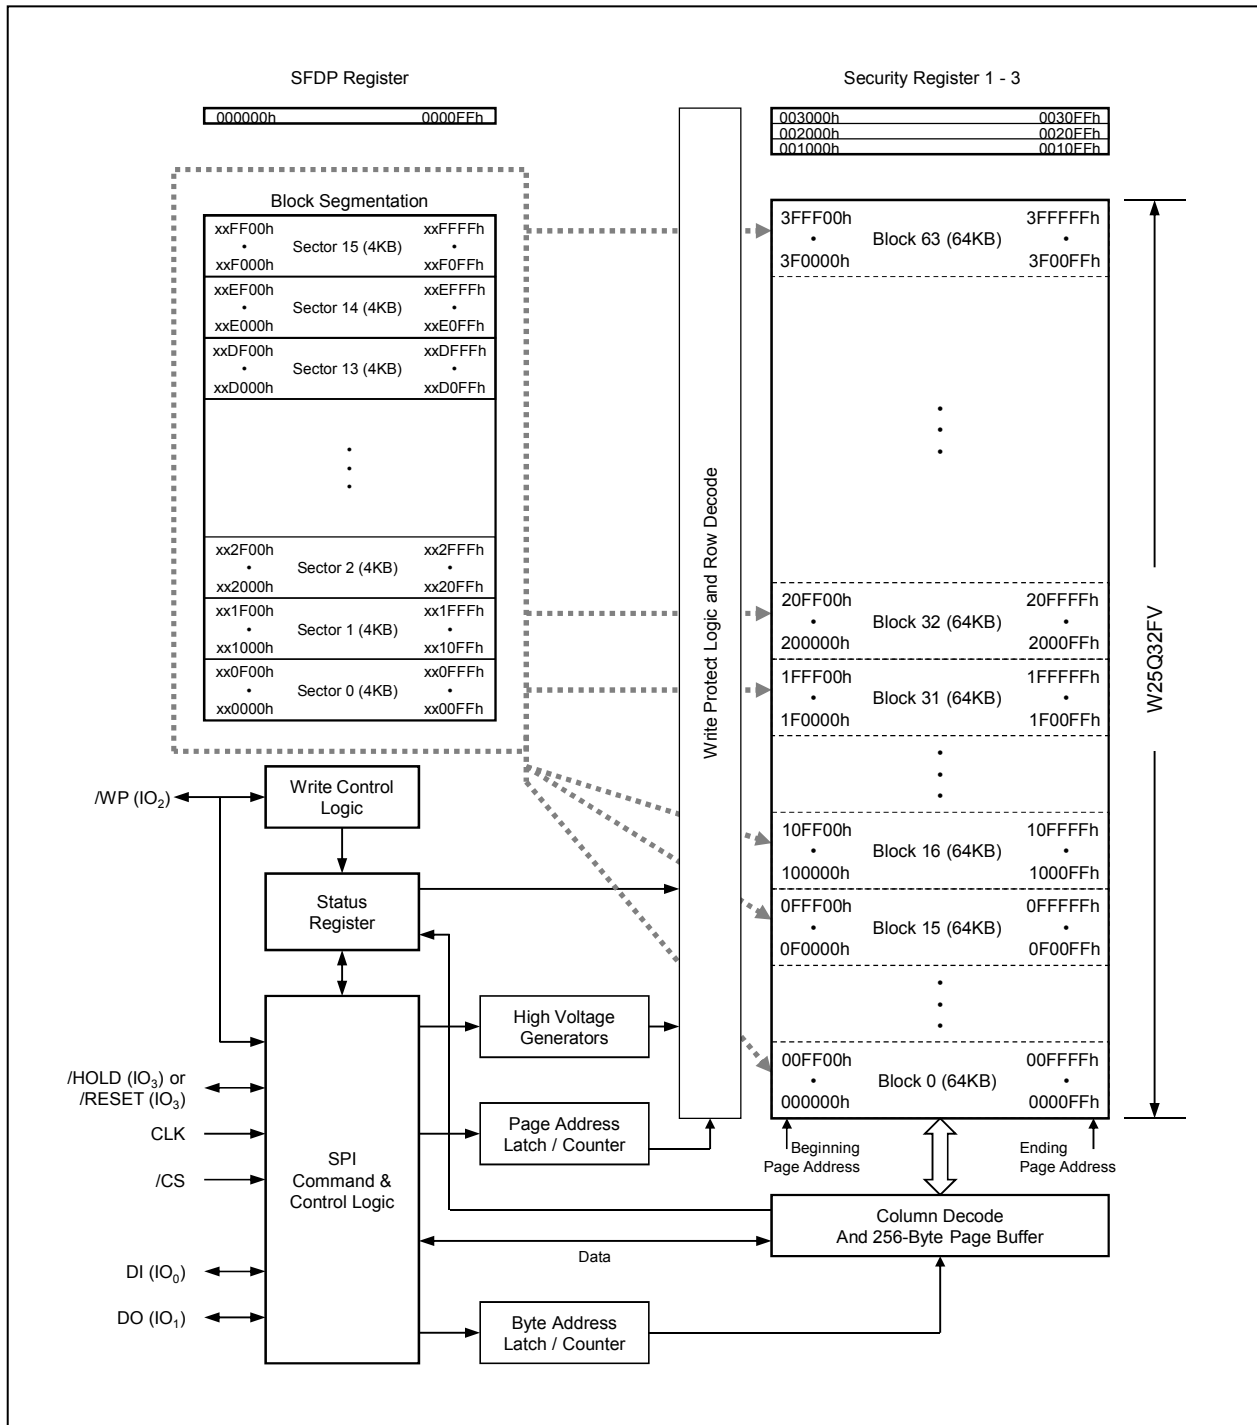 SFDP Register
000000h 0000FFh
Security Register 1 - 3
003000h 0030FFh
002000h 0020FFh
001000h 0010FFh
Block Segmentation
xxFF00h xxFFFFh
• Sector 15 (4KB) •
xxF000h xxF0FFh
xxEF00h xxEFFFh
• Sector 14 (4KB) •
xxE000h xxE0FFh
xxDF00h xxDFFFh
• Sector 13 (4KB) •
xxD000h xxD0FFh
xx2F00h xx2FFFh
• Sector 2 (4KB) •
xx2000h xx20FFh
xx1F00h xx1FFFh
• Sector 1 (4KB) •
xx1000h xx10FFh
xx0F00h xx0FFFh
• Sector 0 (4KB) •
xx0000h xx00FFh
Write Protect Logic and Row Decode
3FFF00h 3FFFFFh
• Block 63 (64KB) •
3F0000h 3F00FFh
20FF00h 20FFFFh
• Block 32 (64KB) •
200000h 2000FFh
1FFF00h 1FFFFFh
• Block 31 (64KB) •
1F0000h 1F00FFh
10FF00h 10FFFFh
• Block 16 (64KB) •
100000h 1000FFh
0FFF00h 0FFFFFh
• Block 15 (64KB) •
0F0000h 0F00FFh
00FF00h 00FFFFh
• Block 0 (64KB) •
000000h 0000FFh
W25Q32FV
Beginning
Page Address
Ending
Page Address
/WP (IO₂)
Write Control
Logic
Status
Register
High Voltage
Generators
/HOLD (IO₃) or
/RESET (IO₃)
CLK
/CS
Page Address
Latch / Counter
SPI
Command &
Control Logic
Column Decode
And 256-Byte Page Buffer
Data
DI (IO₀)
DO (IO₁)
Byte Address
Latch / Counter